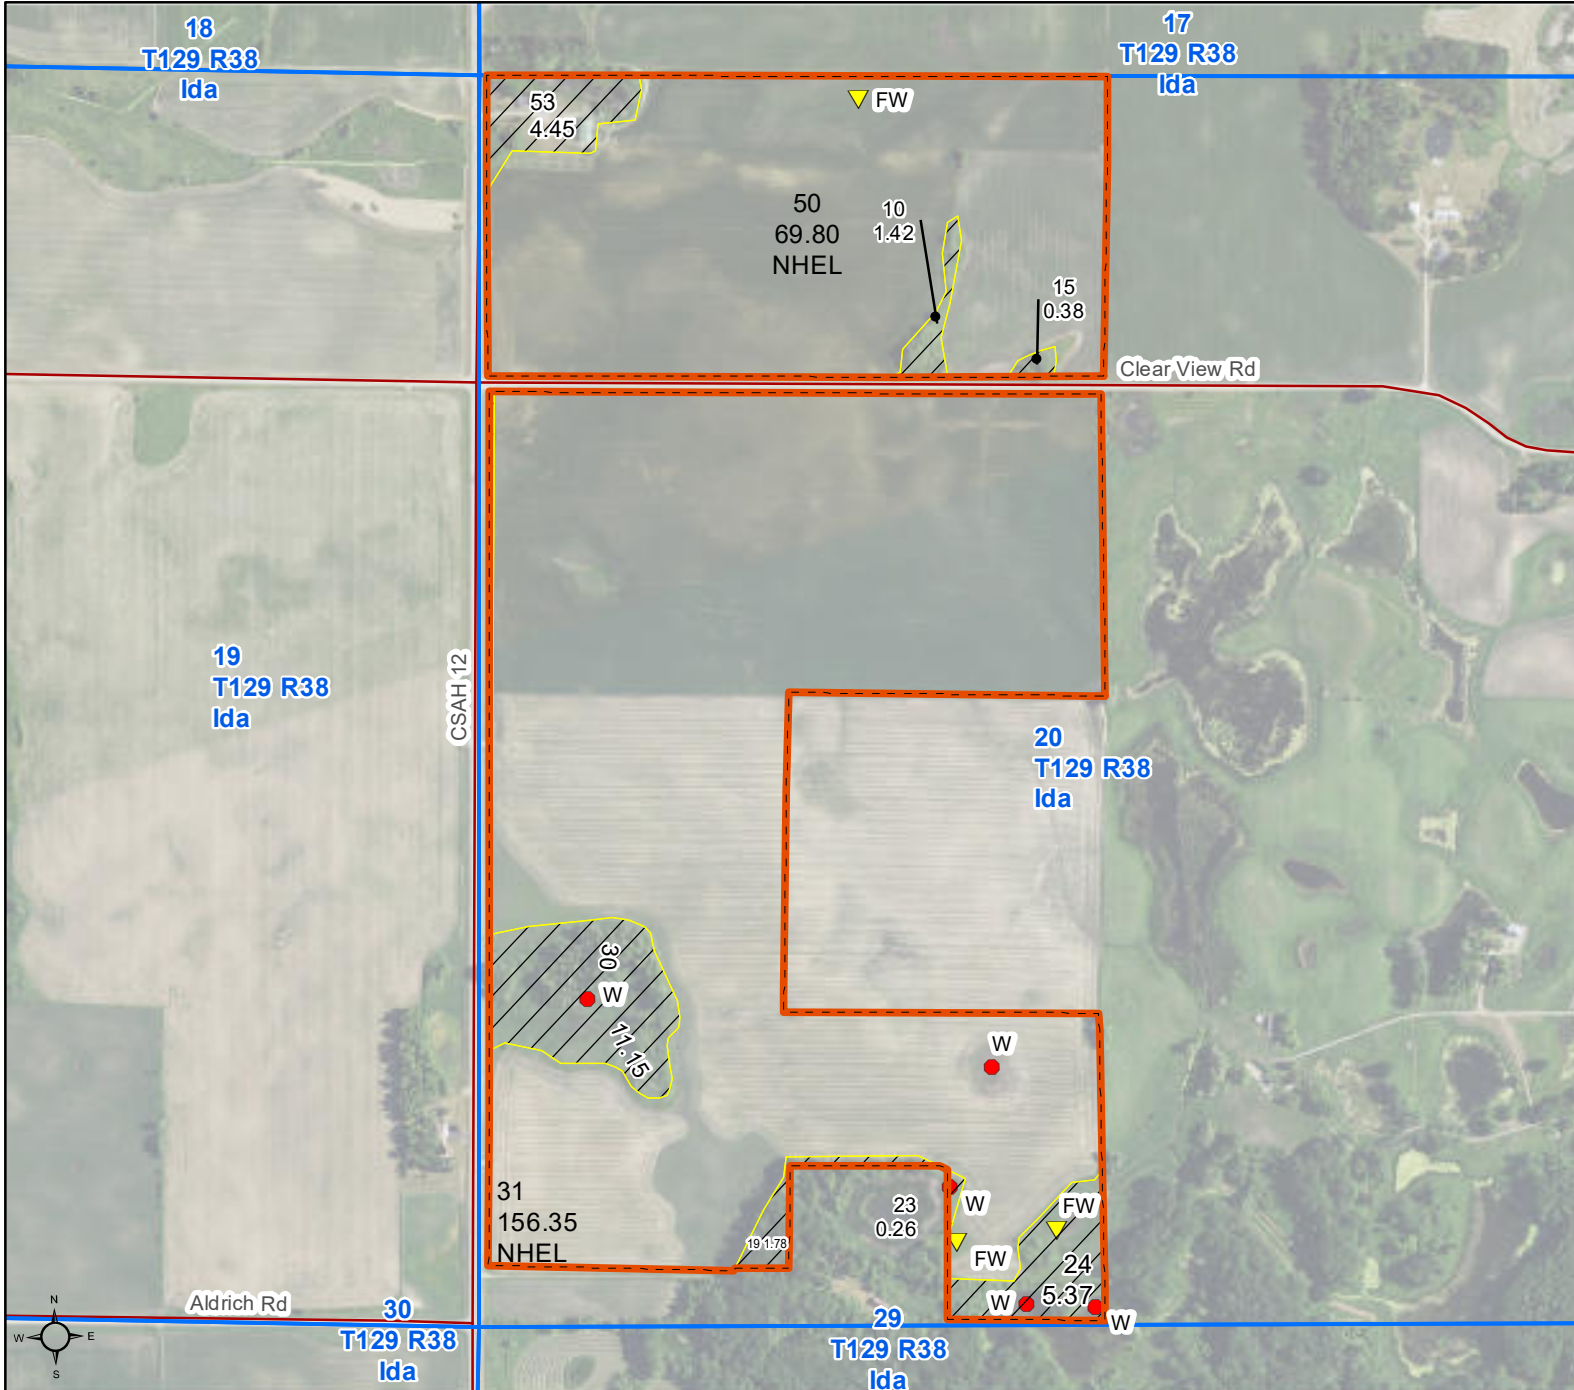 18
T129 R38
Ida
17
T129 R38
Ida
53
4.45
FW
50
69.80
NHEL
10
1.42
15
0.38
Clear View Rd
19
T129 R38
Ida
CSAH 12
20
T129 R38
Ida
30
W
11.15
W
31
156.35
NHEL
19 1.78
23
0.26
W
FW
FW
24
5.37
W
W
Aldrich Rd
30
T129 R38
Ida
29
T129 R38
Ida
N
W
E
S